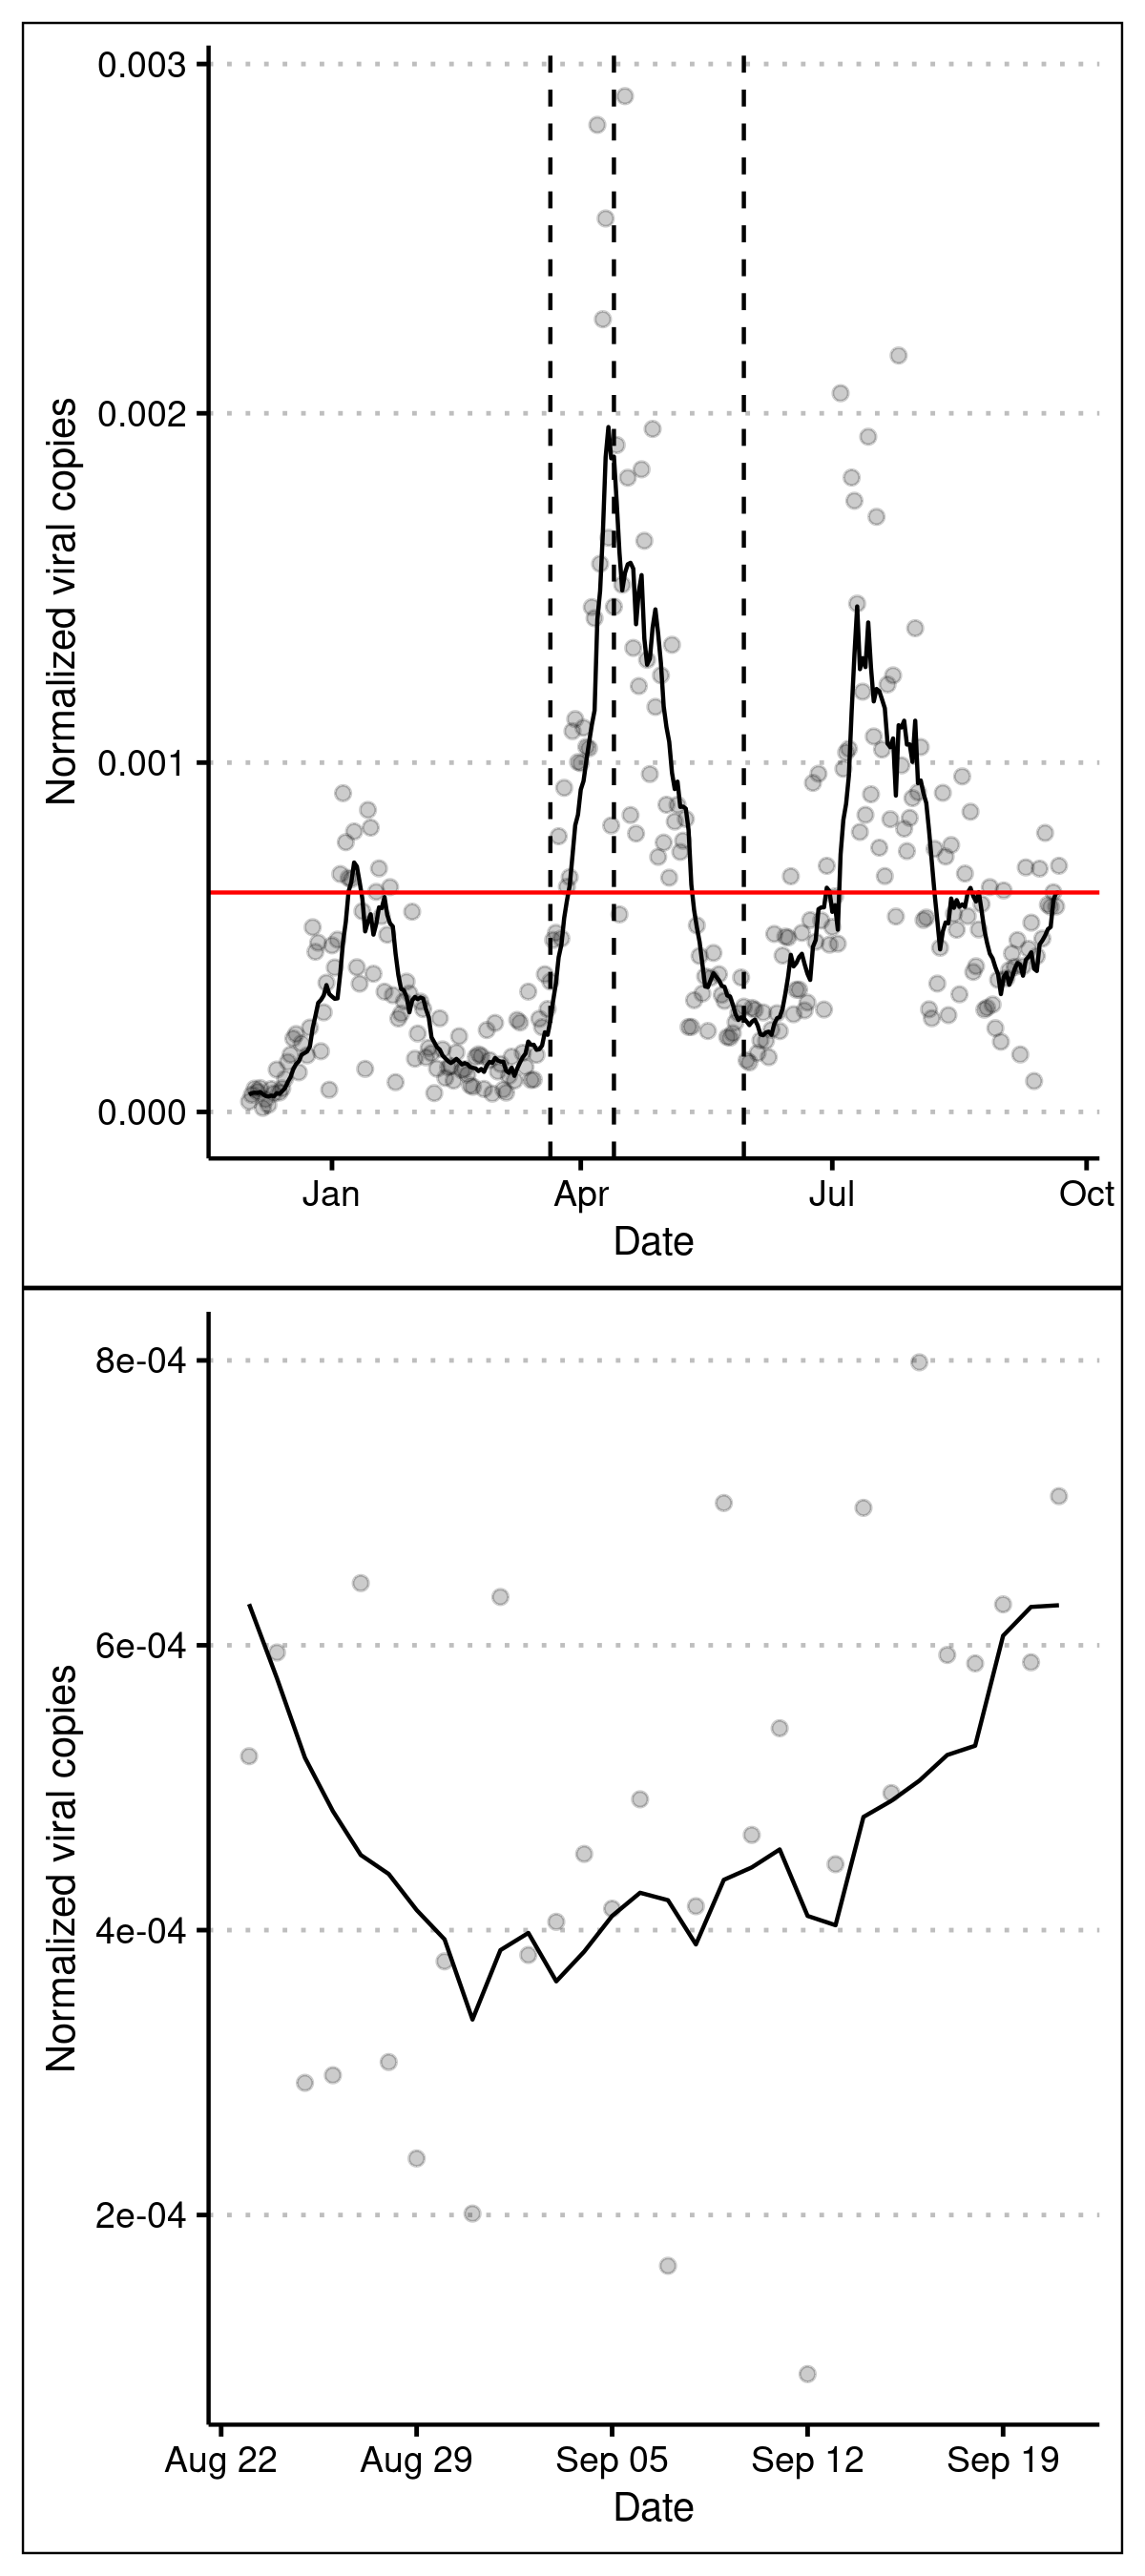 0.003
0.002
0.001
0.000
Normalized viral copies
Jan Apr Jul Oct
Date
8e-04
6e-04
4e-04
2e-04
Normalized viral copies
Aug 22 Aug 29 Sep 05 Sep 12 Sep 19
Date